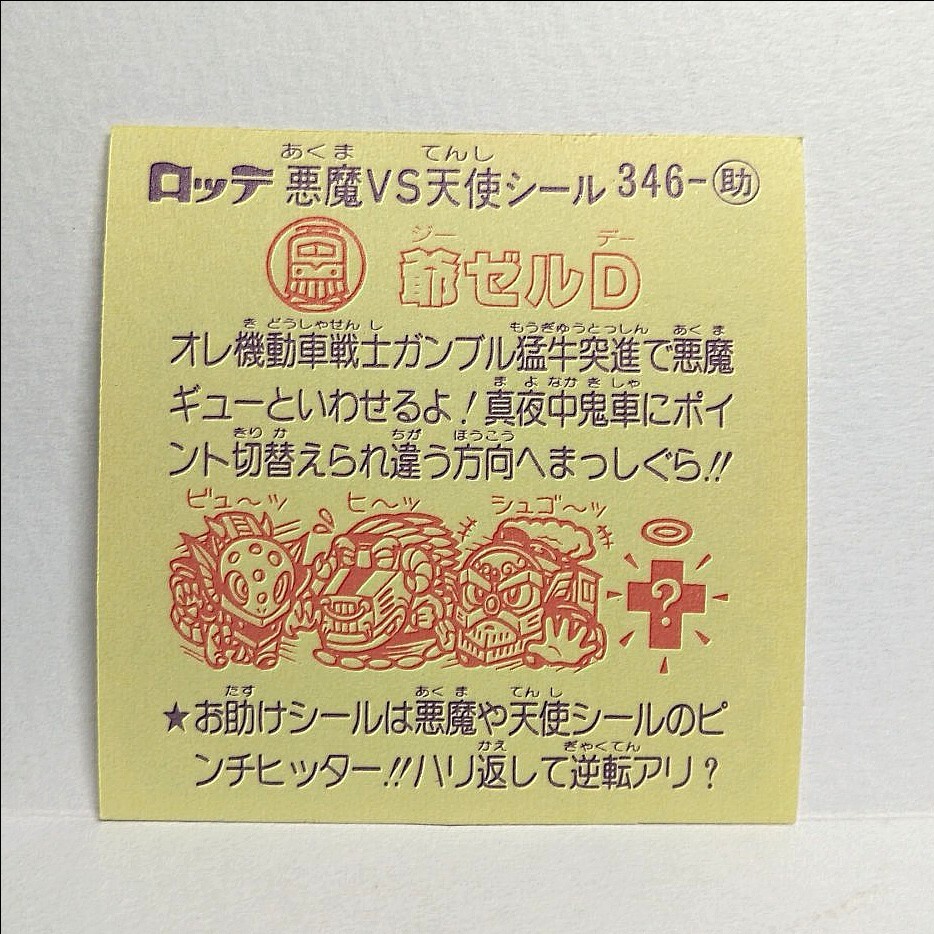 あくま てんし
ロッテ 悪魔VS天使シール 346-助
ジー デー
爺ゼルD
きどうしゃせんし もうぎゅうとっしん あくま
オレ機動車戦士ガンブル猛牛突進で悪魔
まよなかきしゃ
ギューといわせるよ!真夜中鬼車にポイ
きりか ちが ほうこう
ント切替えられ違う方向へまっしぐら!!
ビュ〜ッ ヒ〜ッ シュゴ〜ッ
?
たす あくま てんし
★お助けシールは悪魔や天使シールのピ
かえ ぎゃくてん
ンチヒッター!!ハリ返して逆転アリ?